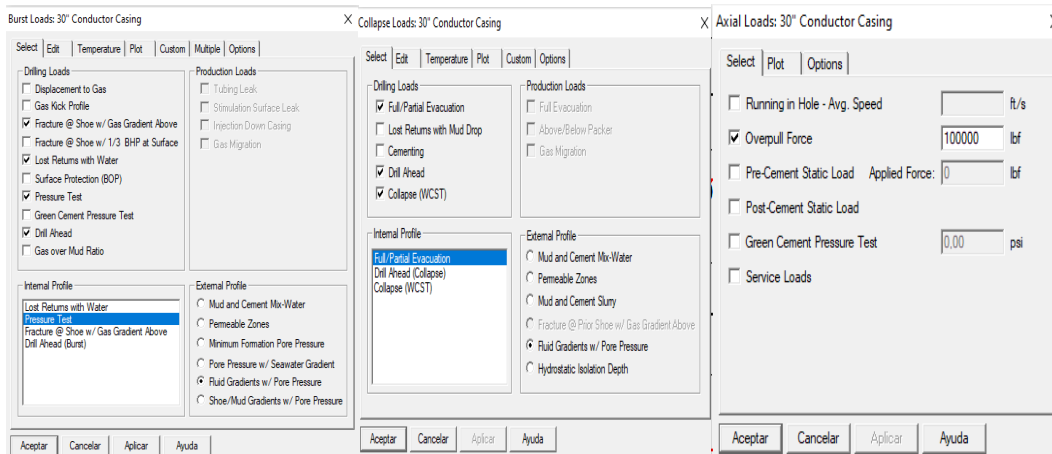 Burst Loads: 30" Conductor Casing X
Select Edit Temperature Plot Custom Multiple Options
Drilling Loads
Displacement to Gas
Gas Kick Profile
Fracture @ Shoe w/ Gas Gradient Above
Fracture @ Shoe w/ 1/3 BHP at Surface
Lost Returns with Water
Surface Protection (BOP)
Pressure Test
Green Cement Pressure Test
Drill Ahead
Gas over Mud Ratio
Production Loads
Tubing Leak
Stimulation Surface Leak
Injection Down Casing
Gas Migration
Internal Profile
Lost Returns with Water
Pressure Test
Fracture @ Shoe w/ Gas Gradient Above
Drill Ahead (Burst)
External Profile
Mud and Cement Mix-Water
Permeable Zones
Minimum Formation Pore Pressure
Pore Pressure w/ Seawater Gradient
Fluid Gradients w/ Pore Pressure
Shoe/Mud Gradients w/ Pore Pressure
Aceptar Cancelar Aplicar Ayuda
Collapse Loads: 30" Conductor Casing X
Select Edit Temperature Plot Custom Options
Drilling Loads
Full/Partial Evacuation
Lost Returns with Mud Drop
Cementing
Drill Ahead
Collapse (WCST)
Production Loads
Full Evacuation
Above/Below Packer
Gas Migration
Internal Profile
Full/Partial Evacuation
Drill Ahead (Collapse)
Collapse (WCST)
External Profile
Mud and Cement Mix-Water
Permeable Zones
Mud and Cement Slurry
Fracture @ Prior Shoe w/ Gas Gradient Above
Fluid Gradients w/ Pore Pressure
Hydrostatic Isolation Depth
Aceptar Cancelar Aplicar Ayuda
Axial Loads: 30" Conductor Casing
Select Plot Options
Running in Hole - Avg. Speed ft/s
Overpull Force 100000 lbf
Pre-Cement Static Load Applied Force: 0 lbf
Post-Cement Static Load
Green Cement Pressure Test 0,00 psi
Service Loads
Aceptar Cancelar Aplicar Ayuda